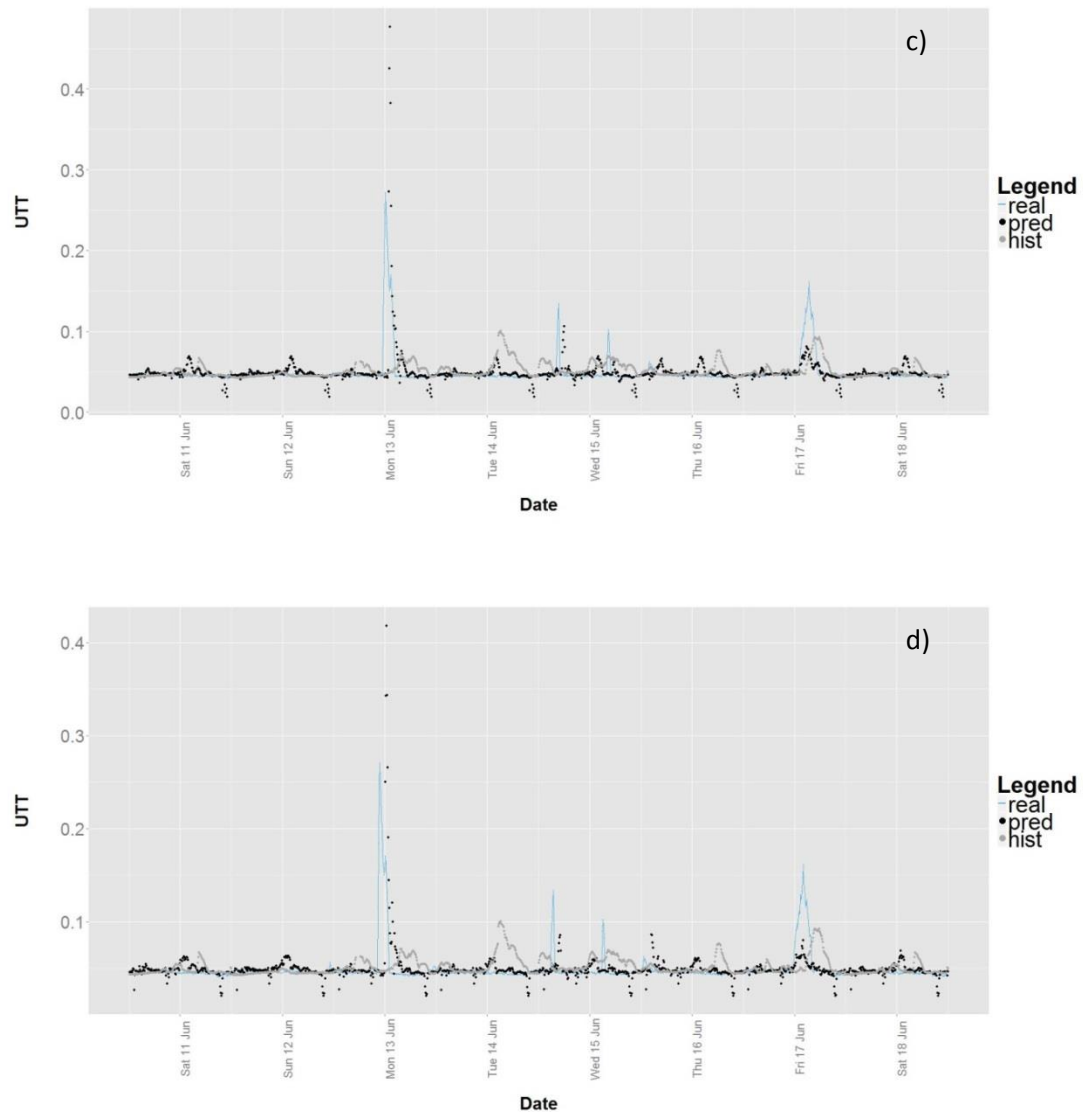 c)
0.4
0.3
0.2
0.1
0.0
UTT
Sat 11 Jun
Sun 12 Jun
Mon 13 Jun
Tue 14 Jun
Wed 15 Jun
Thu 16 Jun
Fri 17 Jun
Sat 18 Jun
Date
Legend
real
pred
hist
d)
0.4
0.3
0.2
0.1
UTT
Sat 11 Jun
Sun 12 Jun
Mon 13 Jun
Tue 14 Jun
Wed 15 Jun
Thu 16 Jun
Fri 17 Jun
Sat 18 Jun
Date
Legend
real
pred
hist